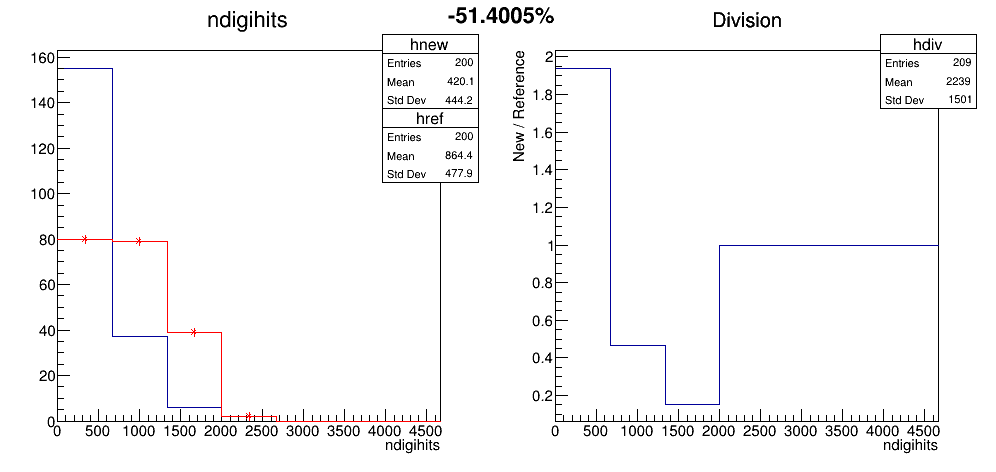 -51.4005%
ndigihits
hnew
Entries 200
Mean 420.1
Std Dev 444.2
href
Entries 200
Mean 864.4
Std Dev 477.9
160
140
120
100
80
60
40
20
0
0 500 1000 1500 2000 2500 3000 3500 4000 4500
ndigihits
Division
hdiv
Entries 209
Mean 2239
Std Dev 1501
New / Reference
2
1.8
1.6
1.4
1.2
1
0.8
0.6
0.4
0.2
0 500 1000 1500 2000 2500 3000 3500 4000 4500
ndigihits